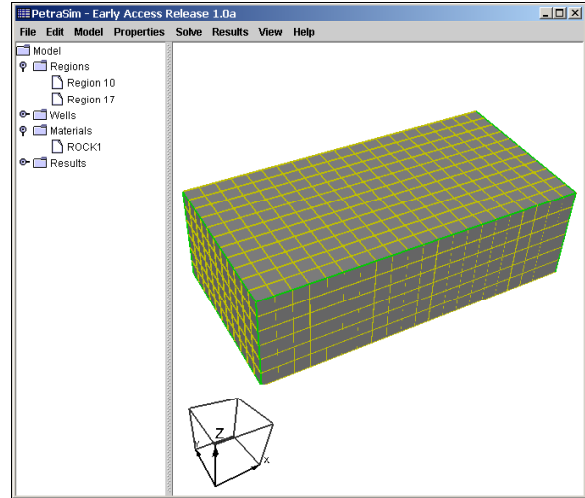 PetraSim - Early Access Release 1.0a
File Edit Model Properties Solve Results View Help
Model
Regions
Region 10
Region 17
Wells
Materials
ROCK1
Results
Z
Y
X